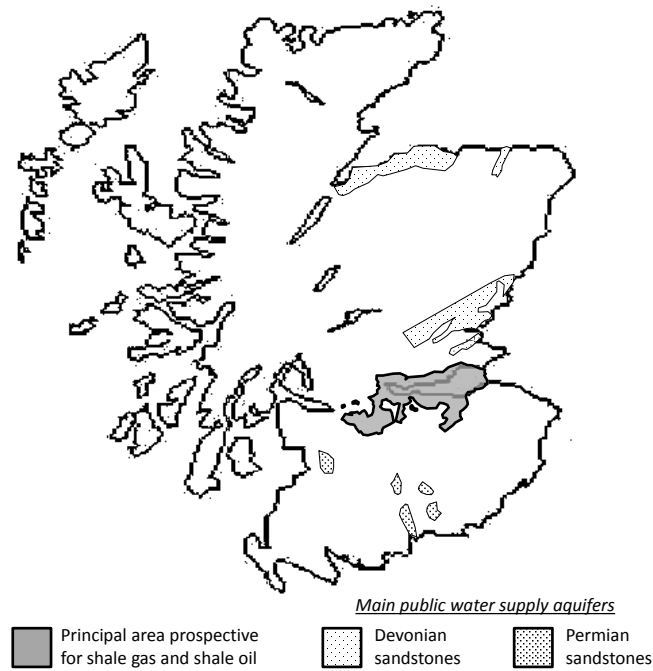 Main public water supply aquifers
Principal area prospective
for shale gas and shale oil
Devonian
sandstones
Permian
sandstones